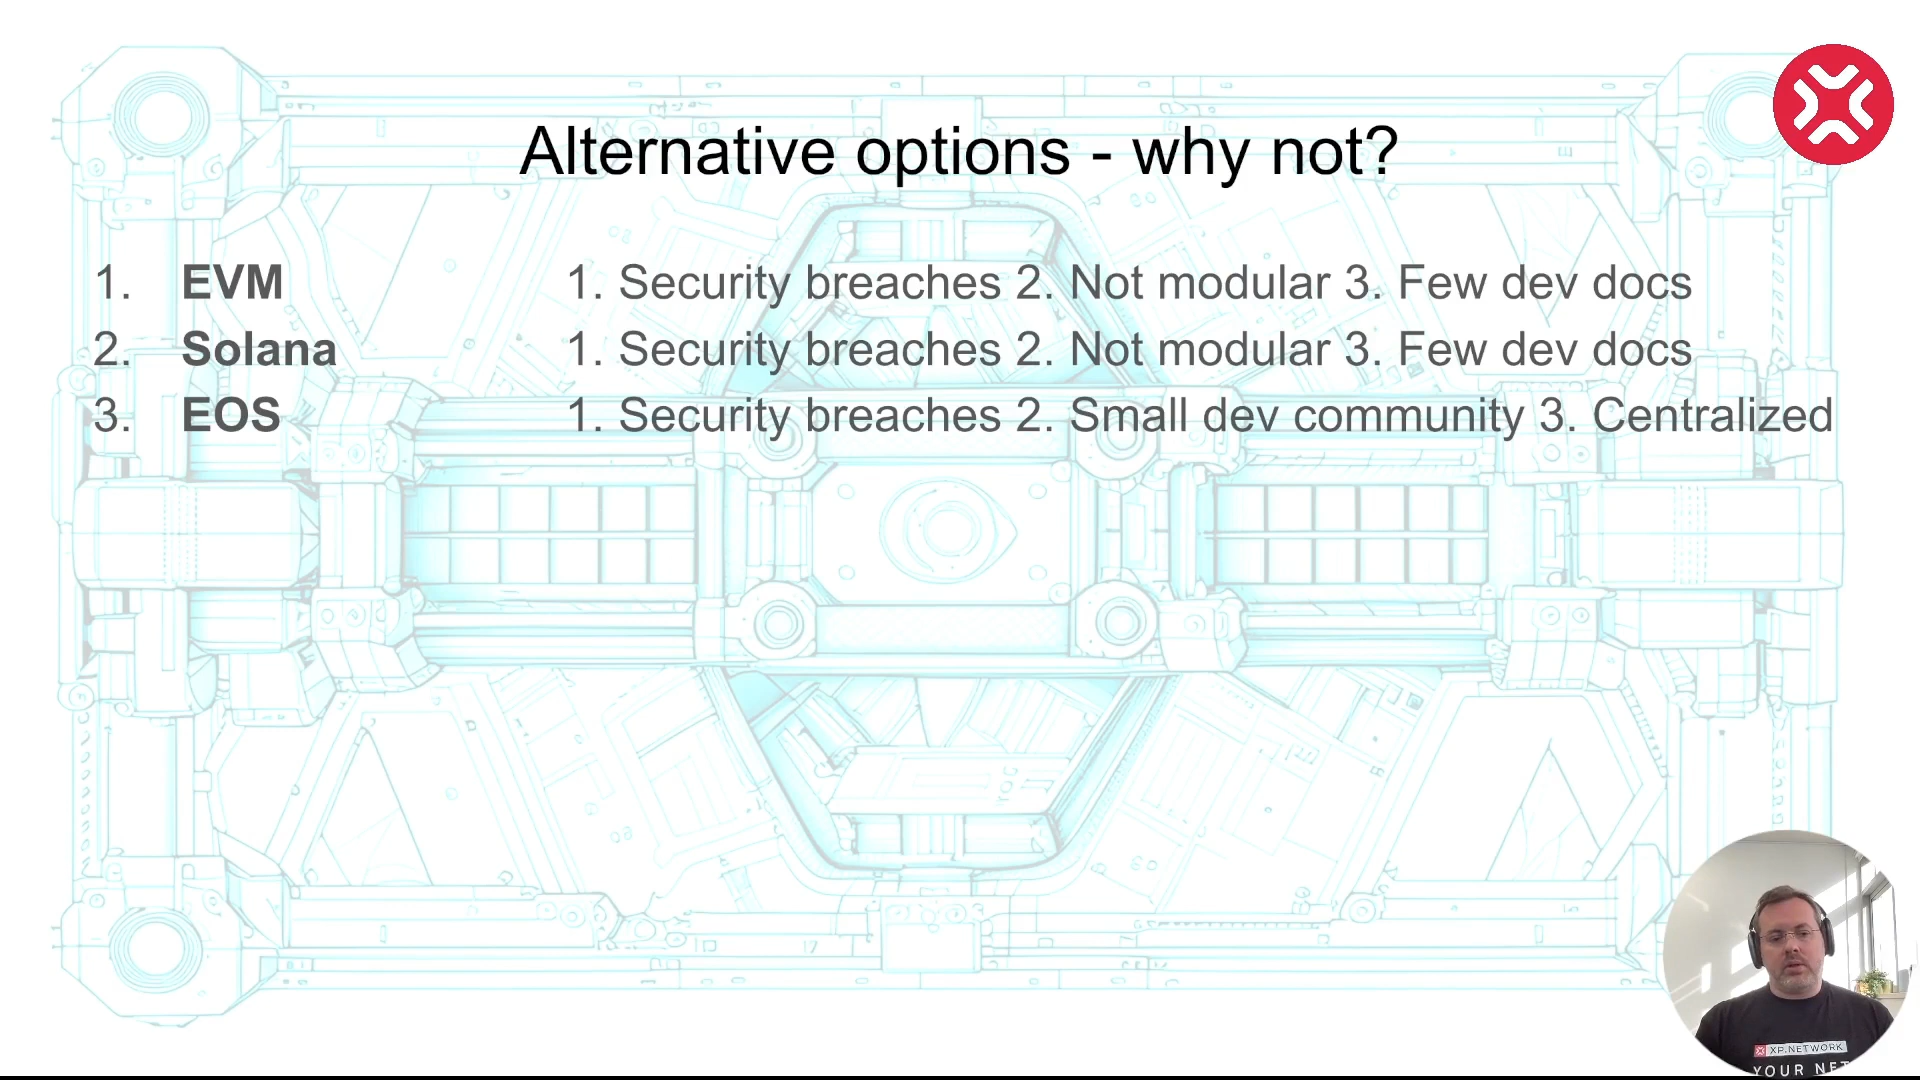 Alternative options - why not?
1. EVM 1. Security breaches 2. Not modular 3. Few dev docs
2. Solana 1. Security breaches 2. Not modular 3. Few dev docs
3. EOS 1. Security breaches 2. Small dev community 3. Centralized
XP.NETWORK
YOUR NET